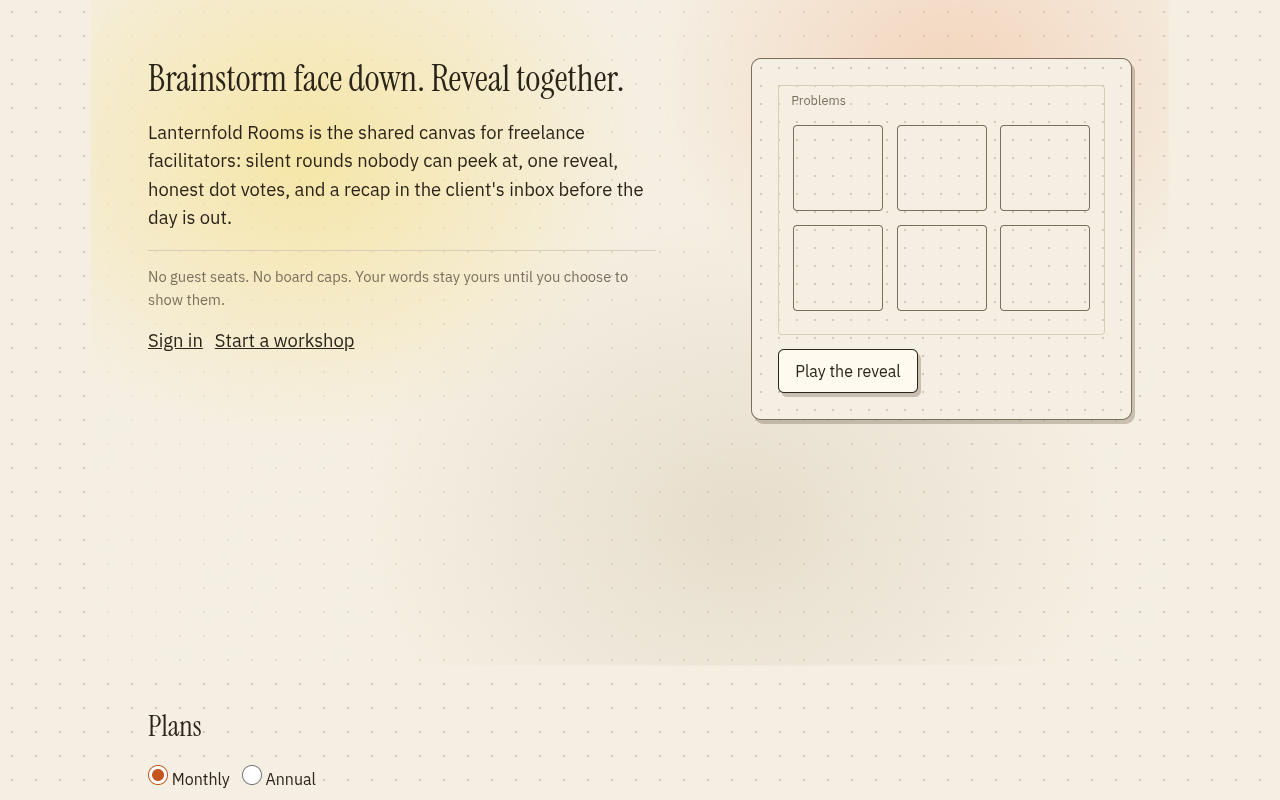 Brainstorm face down. Reveal together.
Lanternfold Rooms is the shared canvas for freelance
facilitators: silent rounds nobody can peek at, one reveal,
honest dot votes, and a recap in the client's inbox before the
day is out.
No guest seats. No board caps. Your words stay yours until you choose to
show them.
Sign in Start a workshop
Problems
Play the reveal
Plans
Monthly Annual